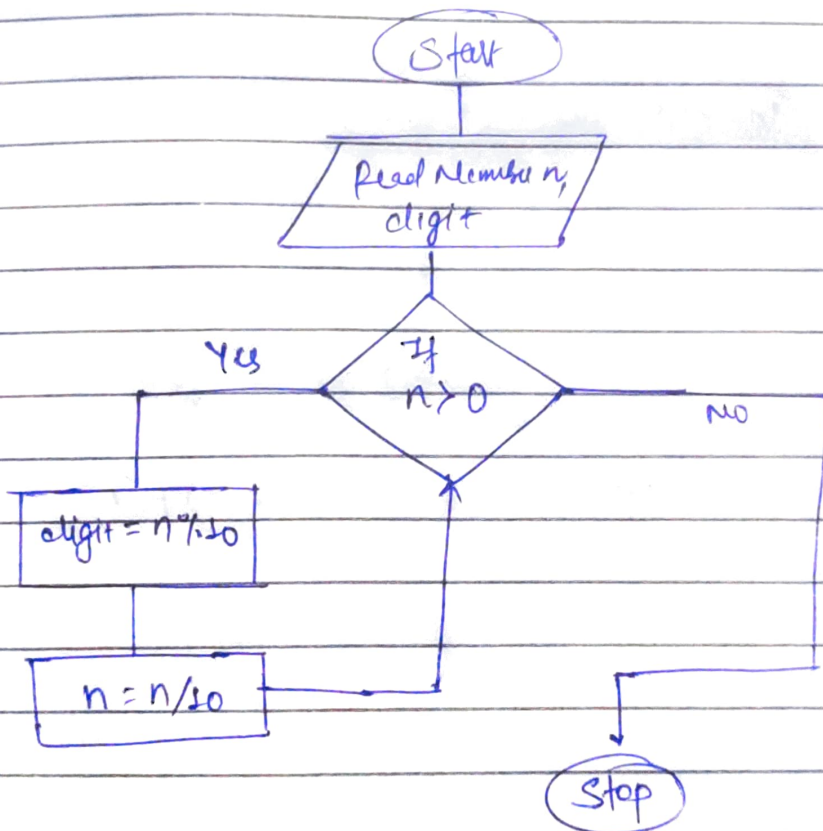 Start
Read Number n,
digit
If
n > 0
Yes
No
digit = n % 10
n = n/10
Stop